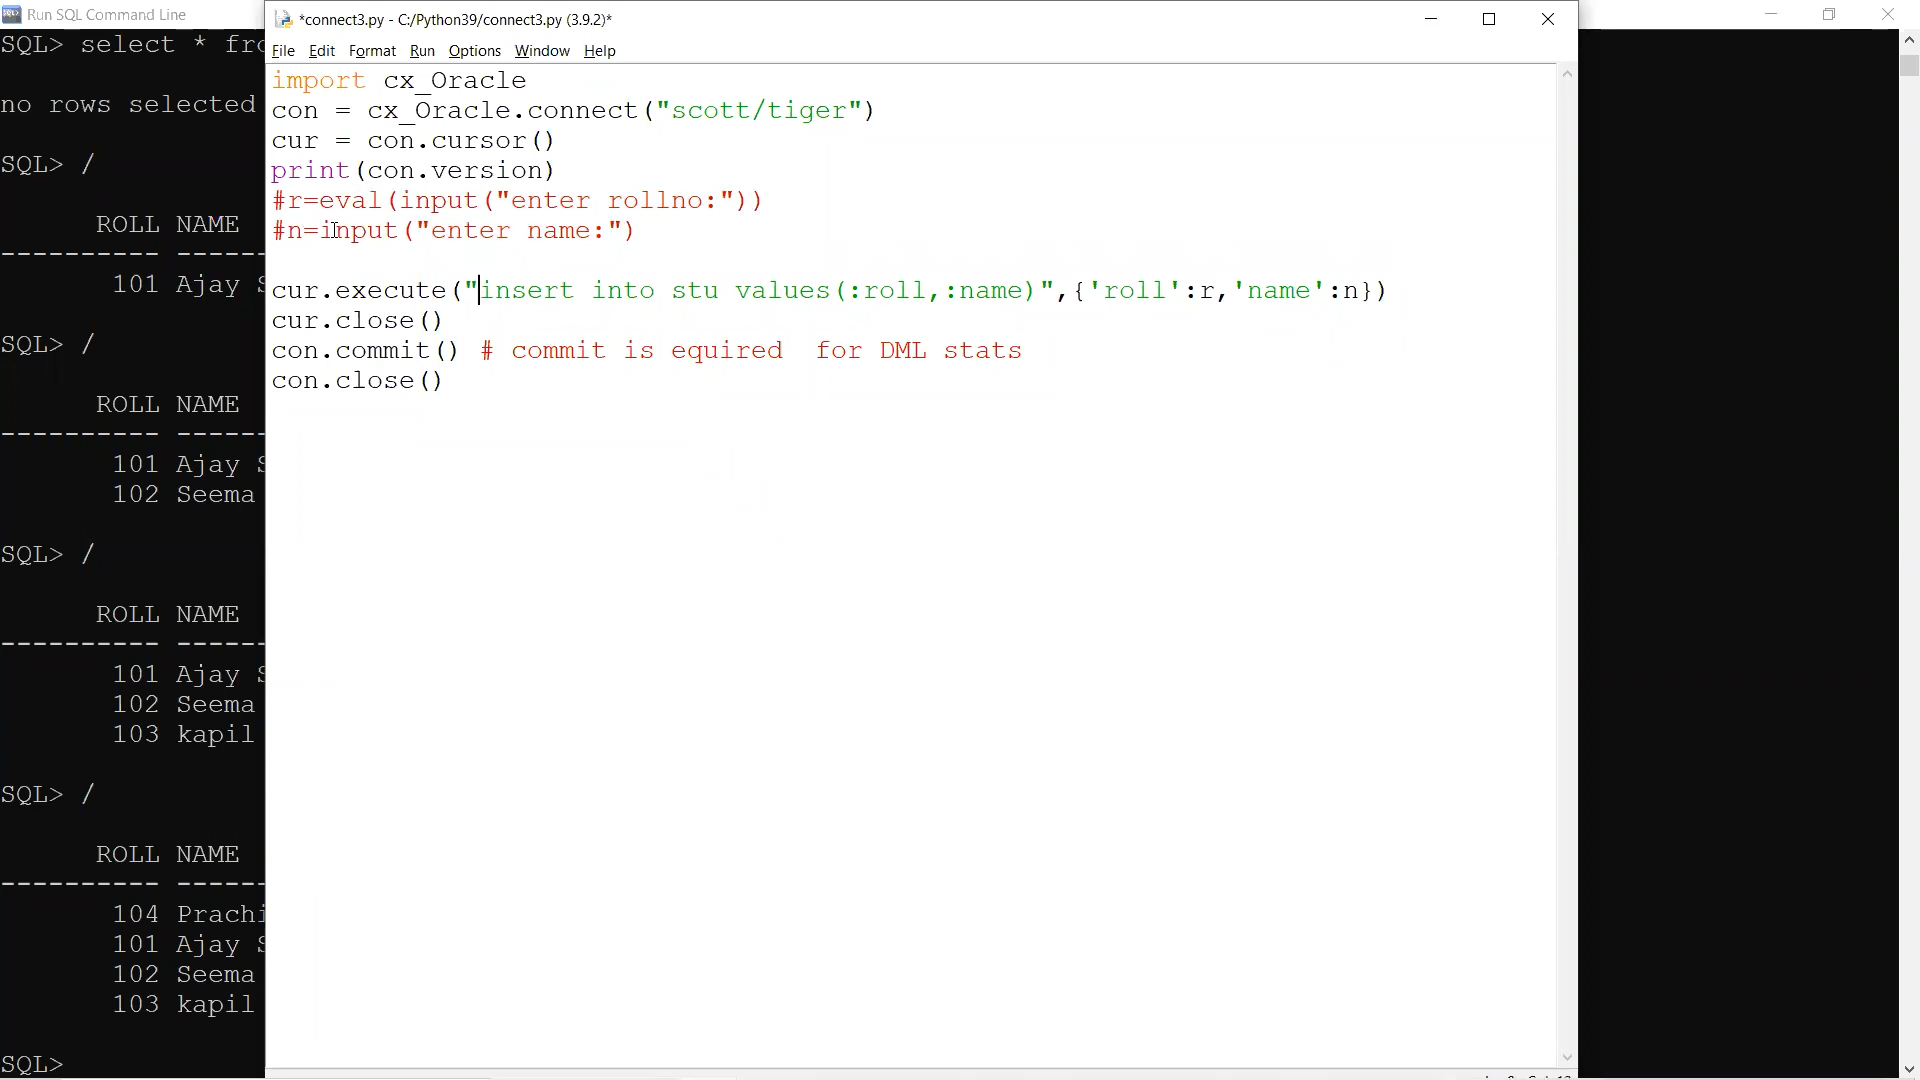 Run SQL Command Line
SQL> select * fro
no rows selected
SQL> /
ROLL NAME
---------- ------
101 Ajay S
SQL> /
ROLL NAME
---------- ------
101 Ajay S
102 Seema
SQL> /
ROLL NAME
---------- ------
101 Ajay S
102 Seema
103 kapil
SQL> /
ROLL NAME
---------- ------
104 Prachi
101 Ajay S
102 Seema
103 kapil
SQL>
*connect3.py - C:/Python39/connect3.py (3.9.2)*
File Edit Format Run Options Window Help
import cx_Oracle
con = cx_Oracle.connect("scott/tiger")
cur = con.cursor()
print(con.version)
#r=eval(input("enter rollno:"))
#n=input("enter name:")
cur.execute("insert into stu values(:roll,:name)",{'roll':r,'name':n})
cur.close()
con.commit() # commit is equired  for DML stats
con.close()